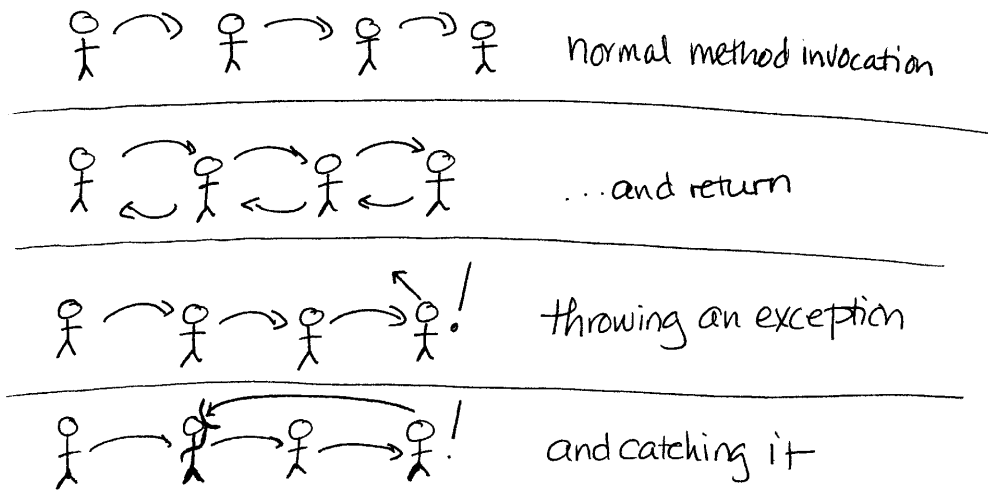 normal method invocation
...and return
!
throwing an exception
!
and catching it